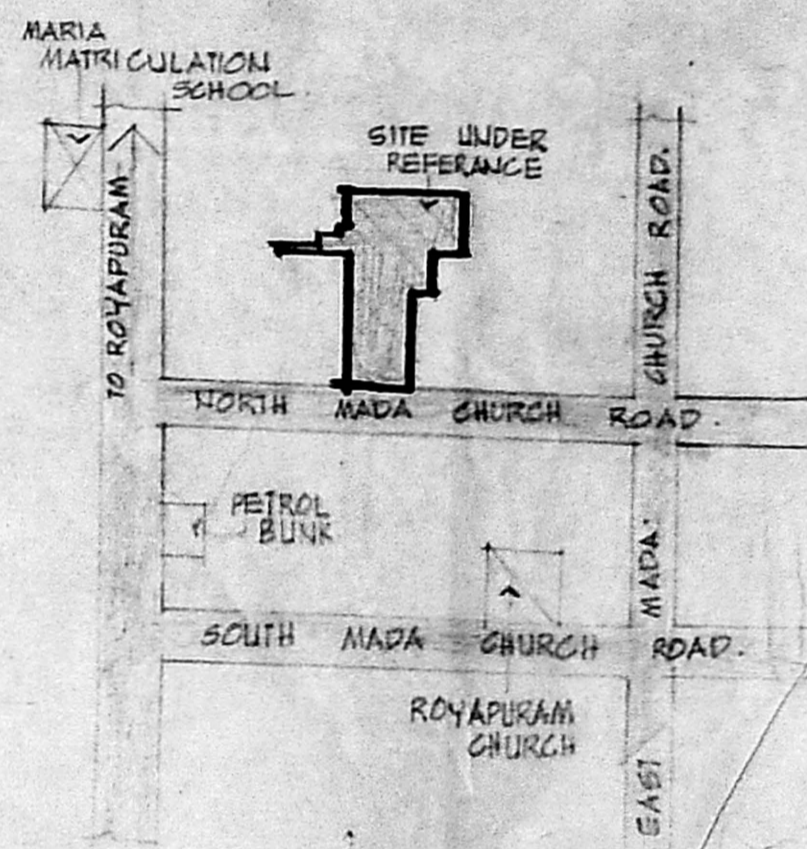 MARIA
MATRICULATION
SCHOOL.
SITE UNDER
REFERANCE
TO ROYAPURAM
NORTH MADA CHURCH ROAD.
PETROL
BUNK
SOUTH MADA CHURCH ROAD.
ROYAPURAM
CHURCH
EAST MADA CHURCH ROAD.